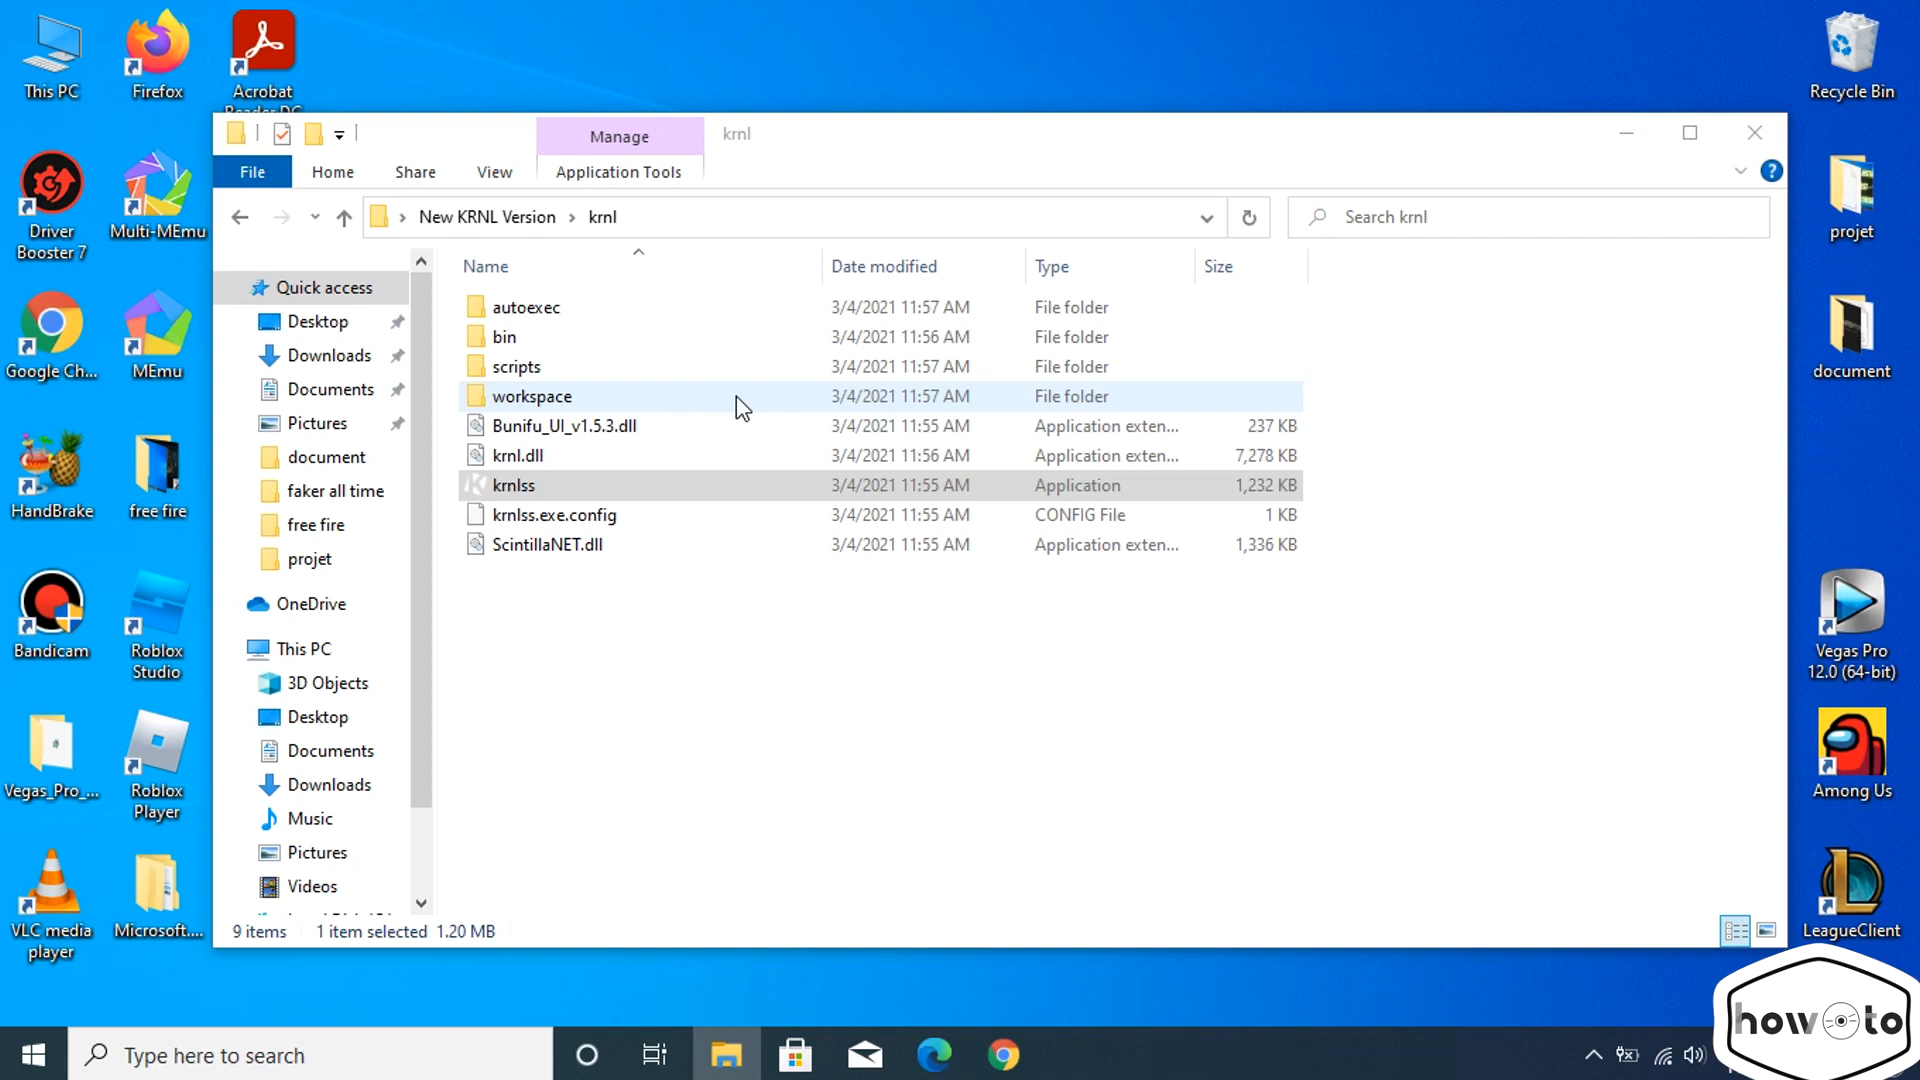 This PC
Firefox
Acrobat
Recycle Bin
Driver
Booster 7
Multi-MEmu
Google Ch...
MEmu
HandBrake
free fire
Bandicam
Roblox
Studio
Vegas_Pro_...
Roblox
Player
VLC media
player
Microsoft....
projet
document
Vegas Pro
12.0 (64-bit)
Among Us
LeagueClient
Manage
krnl
File
Home
Share
View
Application Tools
New KRNL Version
krnl
Search krnl
Quick access
Desktop
Downloads
Documents
Pictures
document
faker all time
free fire
projet
OneDrive
This PC
3D Objects
Desktop
Documents
Downloads
Music
Pictures
Videos
Name Date modified Type Size
autoexec 3/4/2021 11:57 AM File folder
bin 3/4/2021 11:56 AM File folder
scripts 3/4/2021 11:57 AM File folder
workspace 3/4/2021 11:57 AM File folder
Bunifu_UI_v1.5.3.dll 3/4/2021 11:55 AM Application exten... 237 KB
krnl.dll 3/4/2021 11:56 AM Application exten... 7,278 KB
krnlss 3/4/2021 11:55 AM Application 1,232 KB
krnlss.exe.config 3/4/2021 11:55 AM CONFIG File 1 KB
ScintillaNET.dll 3/4/2021 11:55 AM Application exten... 1,336 KB
9 items 1 item selected 1.20 MB
Type here to search
how to